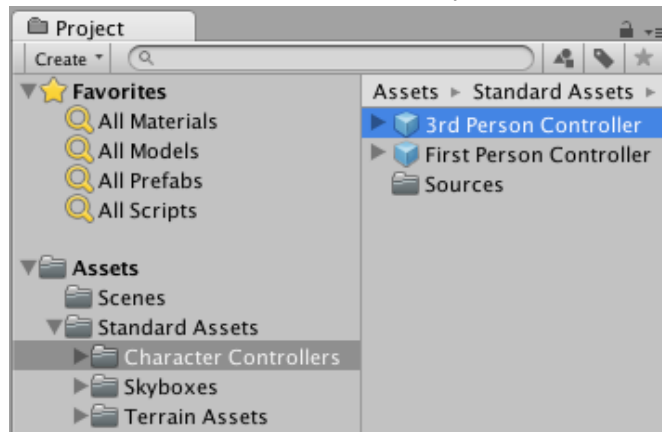 Project
Create
Favorites
All Materials
All Models
All Prefabs
All Scripts
Assets
Scenes
Standard Assets
Character Controllers
Skyboxes
Terrain Assets
Assets ▸ Standard Assets ▸
3rd Person Controller
First Person Controller
Sources